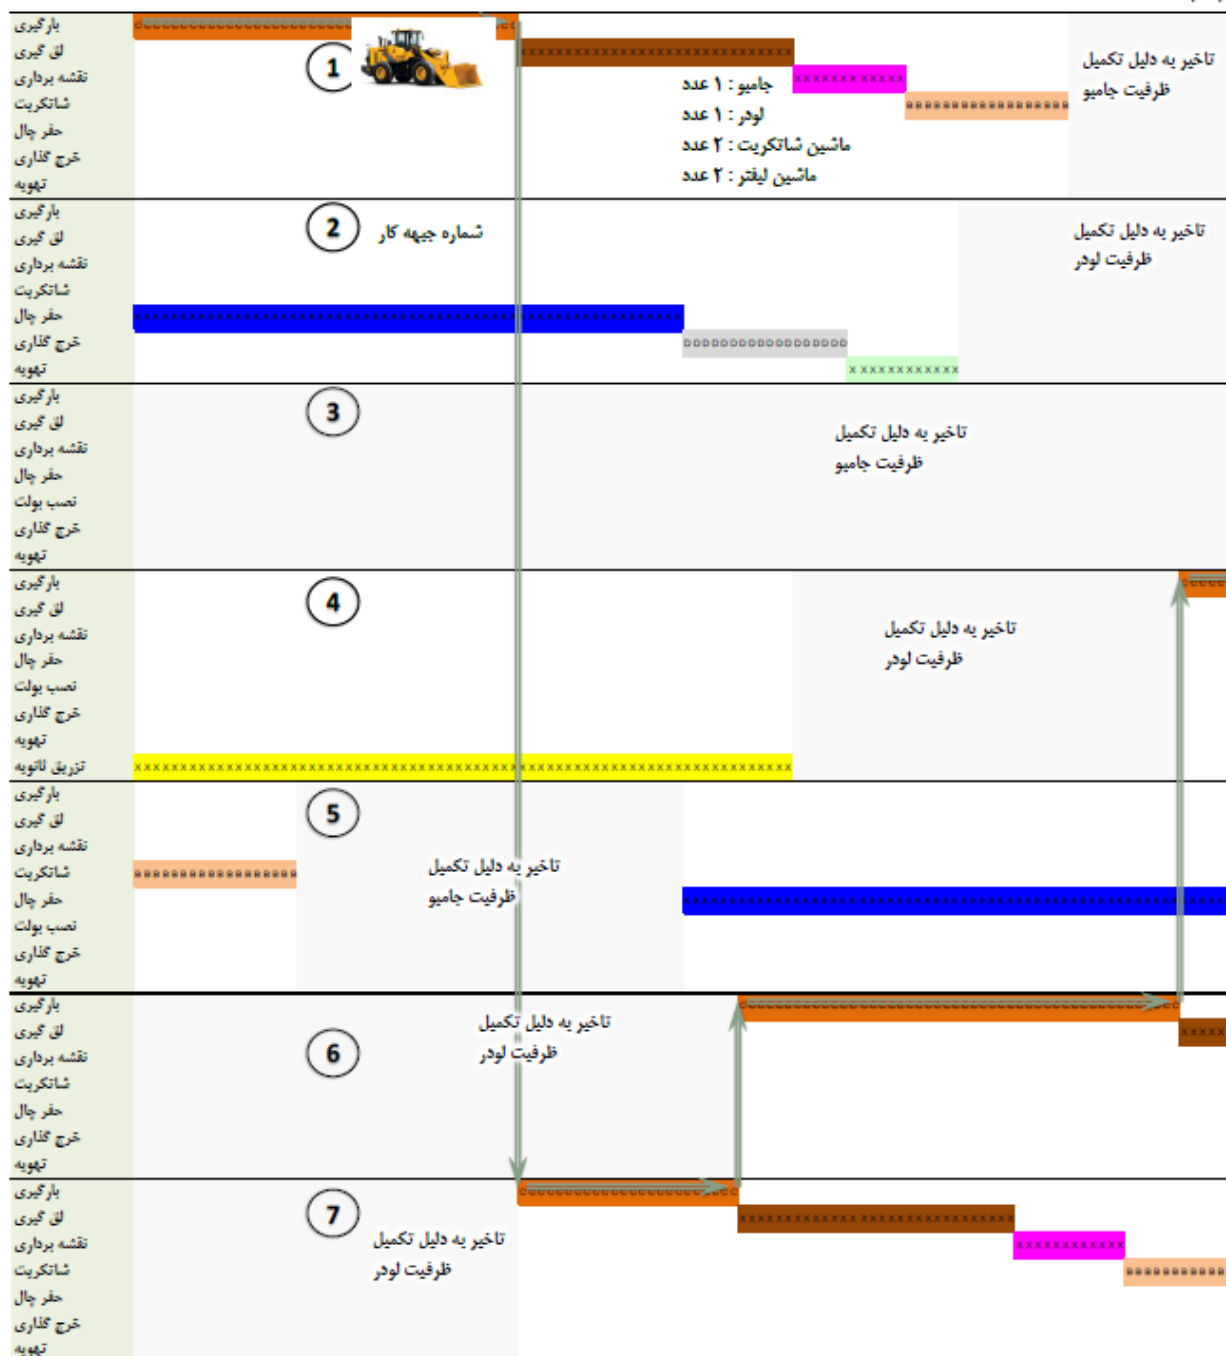 بارگیری
لق گیری
نقشه برداری
شاتکریت
حفر چال
خرج گذاری
تهویه
1
جامبو : ۱ عدد
لودر : ۱ عدد
ماشین شاتکریت : ۲ عدد
ماشین لیفتر : ۲ عدد
تاخیر به دلیل تکمیل
ظرفیت جامبو
بارگیری
لق گیری
نقشه برداری
شاتکریت
حفر چال
خرج گذاری
تهویه
2
شماره جبهه کار
تاخیر به دلیل تکمیل
ظرفیت لودر
بارگیری
لق گیری
نقشه برداری
حفر چال
نصب بولت
خرج گذاری
تهویه
3
تاخیر به دلیل تکمیل
ظرفیت جامبو
بارگیری
لق گیری
نقشه برداری
حفر چال
نصب بولت
خرج گذاری
تهویه
تزریق ثانویه
4
تاخیر به دلیل تکمیل
ظرفیت لودر
بارگیری
لق گیری
نقشه برداری
شاتکریت
حفر چال
نصب بولت
خرج گذاری
تهویه
5
تاخیر به دلیل تکمیل
ظرفیت جامبو
بارگیری
لق گیری
نقشه برداری
شاتکریت
حفر چال
خرج گذاری
تهویه
6
تاخیر به دلیل تکمیل
ظرفیت لودر
بارگیری
لق گیری
نقشه برداری
شاتکریت
حفر چال
خرج گذاری
تهویه
7
تاخیر به دلیل تکمیل
ظرفیت لودر